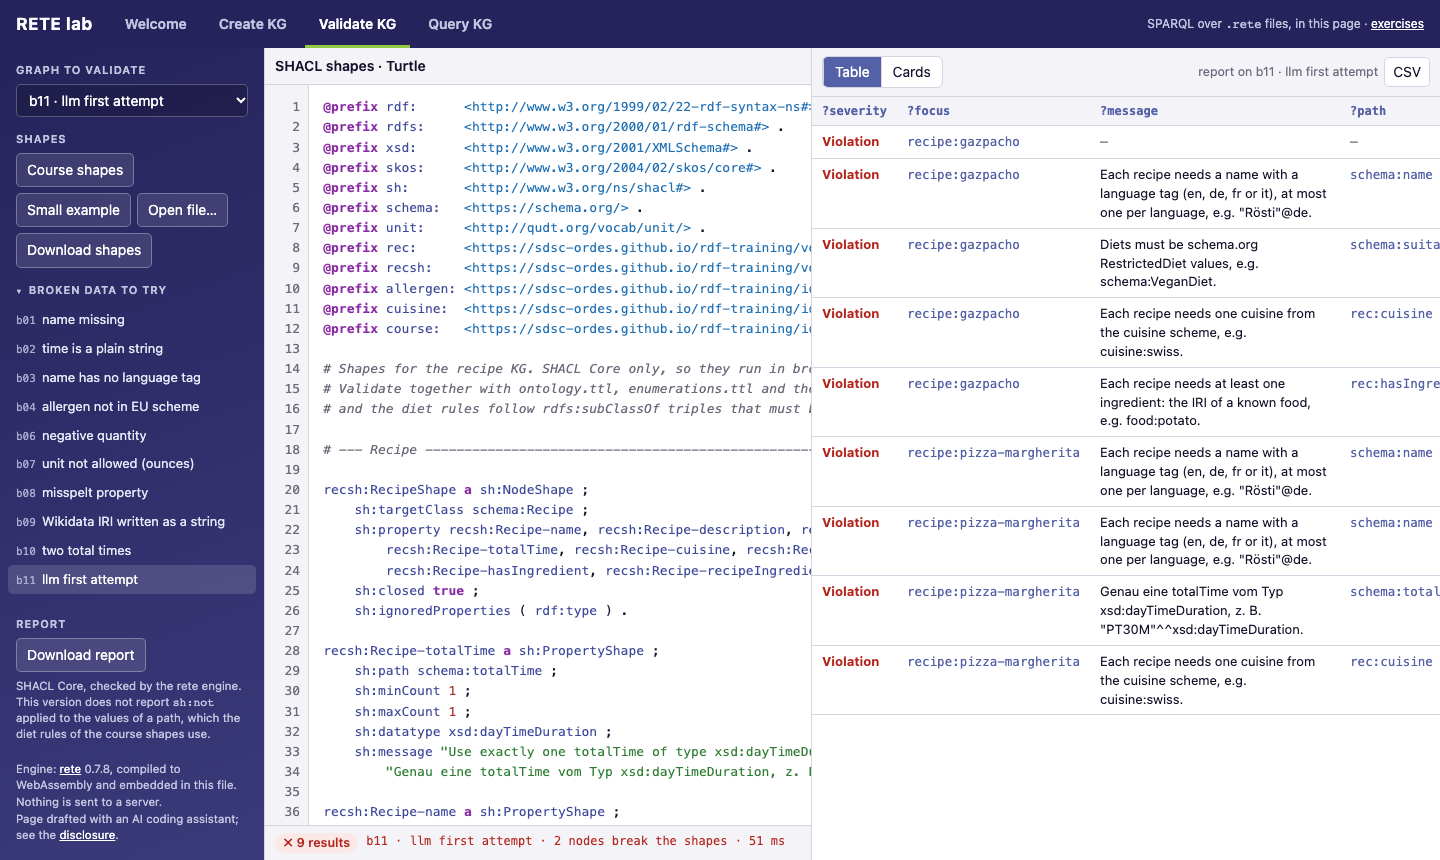 RETE lab
Welcome
Create KG
Validate KG
Query KG
SPARQL over .rete files, in this page · exercises
GRAPH TO VALIDATE
b11 · llm first attempt
SHAPES
Course shapes
Small example
Open file...
Download shapes
▾ BROKEN DATA TO TRY
b01 name missing
b02 time is a plain string
b03 name has no language tag
b04 allergen not in EU scheme
b06 negative quantity
b07 unit not allowed (ounces)
b08 misspelt property
b09 Wikidata IRI written as a string
b10 two total times
b11 llm first attempt
REPORT
Download report
SHACL Core, checked by the rete engine.
This version does not report sh:not
applied to the values of a path, which the
diet rules of the course shapes use.
Engine: rete 0.7.8, compiled to
WebAssembly and embedded in this file.
Nothing is sent to a server.
Page drafted with an AI coding assistant;
see the disclosure.
SHACL shapes · Turtle
1 @prefix rdf: <http://www.w3.org/1999/02/22-rdf-syntax-ns#>
2 @prefix rdfs: <http://www.w3.org/2000/01/rdf-schema#> .
3 @prefix xsd: <http://www.w3.org/2001/XMLSchema#> .
4 @prefix skos: <http://www.w3.org/2004/02/skos/core#> .
5 @prefix sh: <http://www.w3.org/ns/shacl#> .
6 @prefix schema: <https://schema.org/> .
7 @prefix unit: <http://qudt.org/vocab/unit/> .
8 @prefix rec: <https://sdsc-ordes.github.io/rdf-training/vo
9 @prefix recsh: <https://sdsc-ordes.github.io/rdf-training/vo
10 @prefix allergen: <https://sdsc-ordes.github.io/rdf-training/id
11 @prefix cuisine: <https://sdsc-ordes.github.io/rdf-training/id
12 @prefix course: <https://sdsc-ordes.github.io/rdf-training/id
13
14 # Shapes for the recipe KG. SHACL Core only, so they run in bro
15 # Validate together with ontology.ttl, enumerations.ttl and the
16 # and the diet rules follow rdfs:subClassOf triples that must b
17
18 # --- Recipe -------------------------------------------------
19
20 recsh:RecipeShape a sh:NodeShape ;
21 sh:targetClass schema:Recipe ;
22 sh:property recsh:Recipe-name, recsh:Recipe-description, re
23 recsh:Recipe-totalTime, recsh:Recipe-cuisine, recsh:Rec
24 recsh:Recipe-hasIngredient, recsh:Recipe-recipeIngredie
25 sh:closed true ;
26 sh:ignoredProperties ( rdf:type ) .
27
28 recsh:Recipe-totalTime a sh:PropertyShape ;
29 sh:path schema:totalTime ;
30 sh:minCount 1 ;
31 sh:maxCount 1 ;
32 sh:datatype xsd:dayTimeDuration ;
33 sh:message "Use exactly one totalTime of type xsd:dayTimeDu
34 "Genau eine totalTime vom Typ xsd:dayTimeDuration, z. B
35
36 recsh:Recipe-name a sh:PropertyShape ;
✕ 9 results
b11 · llm first attempt · 2 nodes break the shapes · 51 ms
Table
Cards
report on b11 · llm first attempt
CSV
?severity ?focus ?message ?path
Violation recipe:gazpacho – –
Violation recipe:gazpacho Each recipe needs a name with a schema:name
language tag (en, de, fr or it), at most
one per language, e.g. "Rösti"@de.
Violation recipe:gazpacho Diets must be schema.org schema:suita
RestrictedDiet values, e.g.
schema:VeganDiet.
Violation recipe:gazpacho Each recipe needs one cuisine from rec:cuisine
the cuisine scheme, e.g.
cuisine:swiss.
Violation recipe:gazpacho Each recipe needs at least one rec:hasIngre
ingredient: the IRI of a known food,
e.g. food:potato.
Violation recipe:pizza-margherita Each recipe needs a name with a schema:name
language tag (en, de, fr or it), at most
one per language, e.g. "Rösti"@de.
Violation recipe:pizza-margherita Each recipe needs a name with a schema:name
language tag (en, de, fr or it), at most
one per language, e.g. "Rösti"@de.
Violation recipe:pizza-margherita Genau eine totalTime vom Typ schema:total
xsd:dayTimeDuration, z. B.
"PT30M"^^xsd:dayTimeDuration.
Violation recipe:pizza-margherita Each recipe needs one cuisine from rec:cuisine
the cuisine scheme, e.g.
cuisine:swiss.